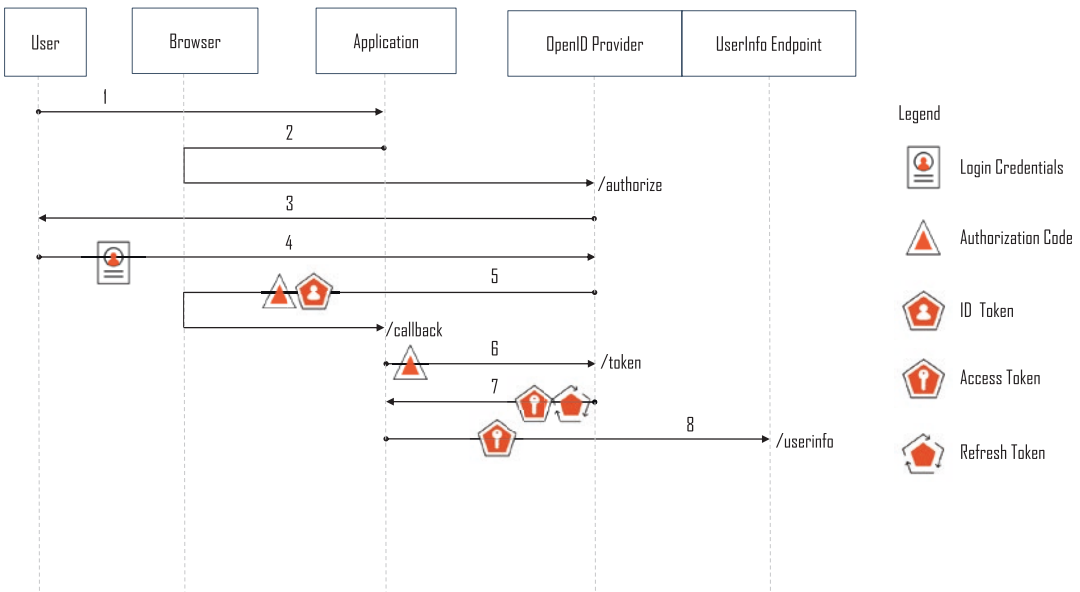 User
Browser
Application
OpenID Provider
UserInfo Endpoint
1
2
/authorize
3
4
5
/callback
6
/token
7
8
/userinfo
Legend
Login Credentials
Authorization Code
ID Token
Access Token
Refresh Token